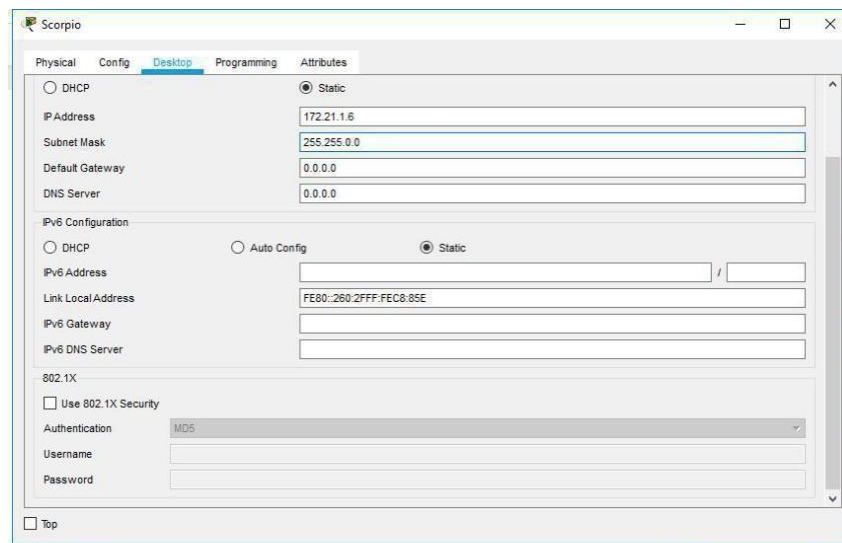 Scorpio
Physical Config Desktop Programming Attributes
DHCP Static
IP Address 172.21.1.6
Subnet Mask 255.255.0.0
Default Gateway 0.0.0.0
DNS Server 0.0.0.0
IPv6 Configuration
DHCP Auto Config Static
IPv6 Address /
Link Local Address FE80::260:2FFF:FEC8:85E
IPv6 Gateway
IPv6 DNS Server
802.1X
Use 802.1X Security
Authentication MD5
Username
Password
Top